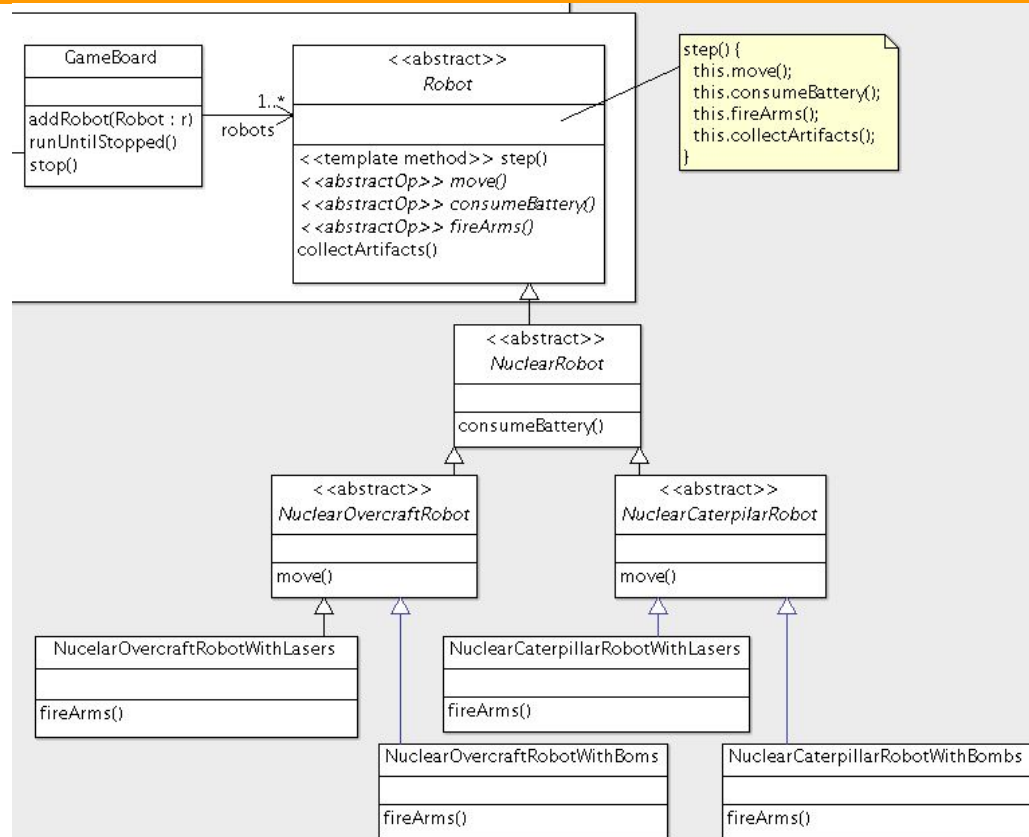 GameBoard
addRobot(Robot : r)
runUntilStopped()
stop()
1..*
robots
<<abstract>>
Robot
<<template method>> step()
<<abstractOp>> move()
<<abstractOp>> consumeBattery()
<<abstractOp>> fireArms()
collectArtifacts()
step() {
this.move();
this.consumeBattery();
this.fireArms();
this.collectArtifacts();
}
<<abstract>>
NuclearRobot
consumeBattery()
<<abstract>>
NuclearOvercraftRobot
move()
<<abstract>>
NuclearCaterpilarRobot
move()
NucelarOvercraftRobotWithLasers
fireArms()
NuclearCaterpillarRobotWithLasers
fireArms()
NuclearOvercraftRobotWithBoms
fireArms()
NuclearCaterpillarRobotWithBombs
fireArms()